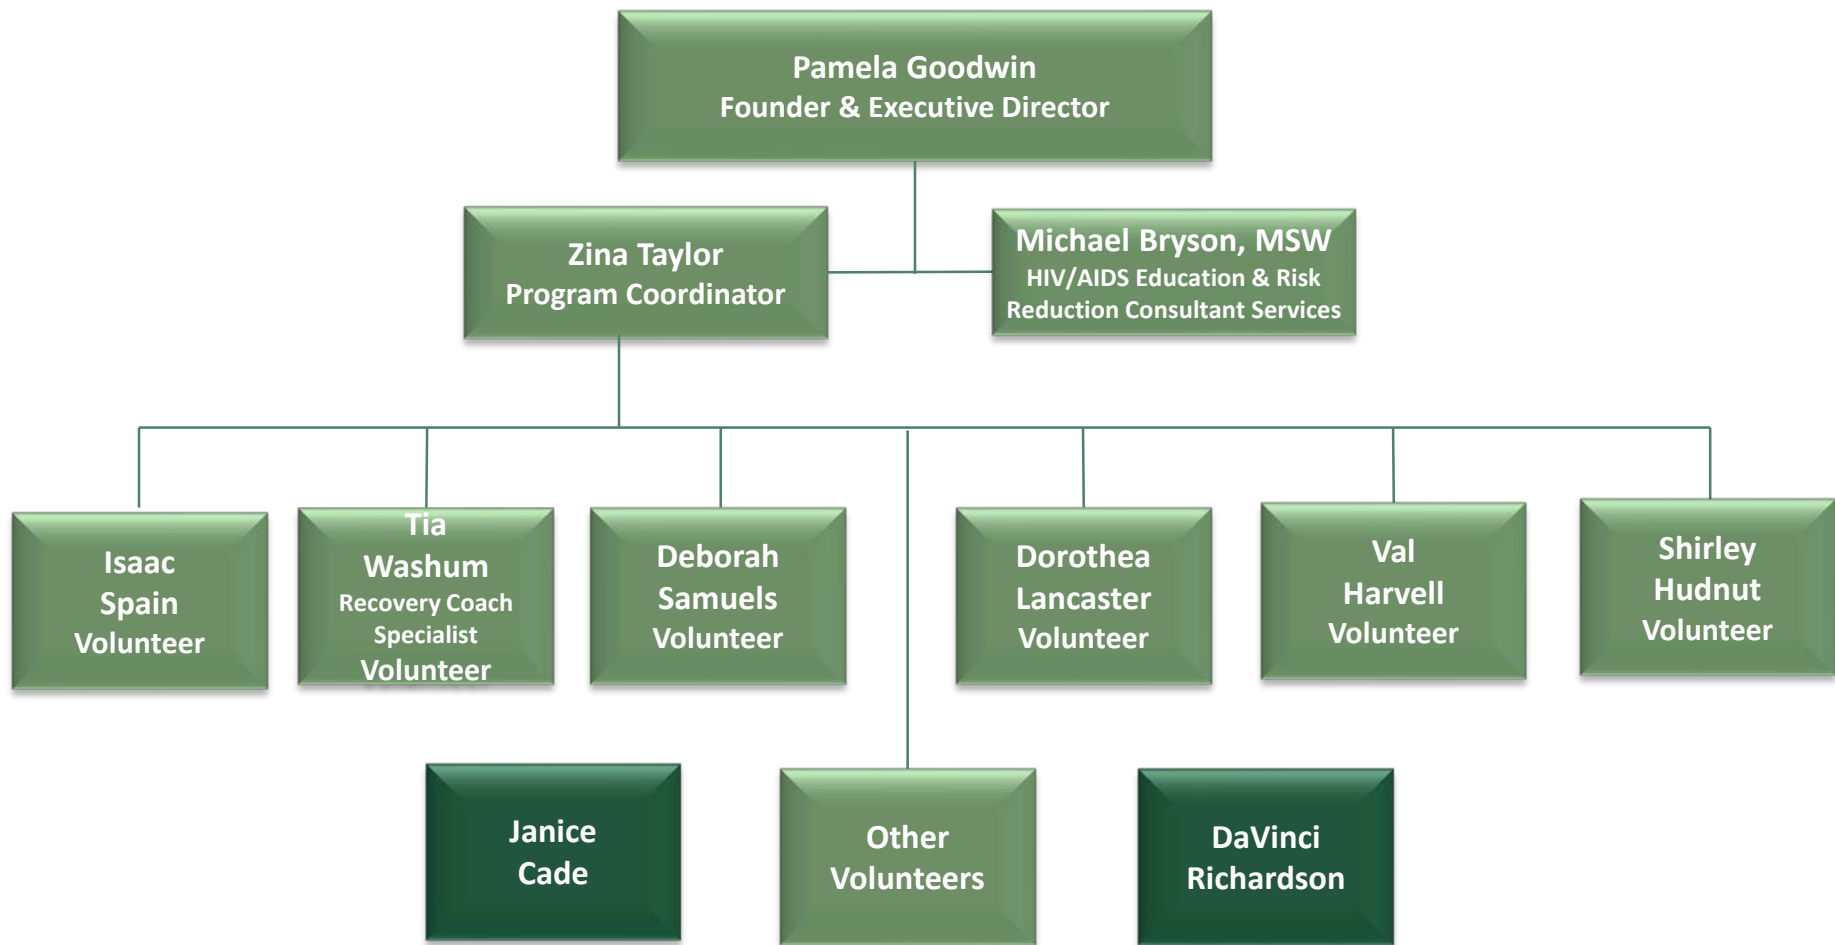 Pamela Goodwin
Founder & Executive Director
Zina Taylor
Program Coordinator
Michael Bryson, MSW
HIV/AIDS Education & Risk
Reduction Consultant Services
Isaac
Spain
Volunteer
Tia
Washum
Recovery Coach
Specialist
Volunteer
Deborah
Samuels
Volunteer
Dorothea
Lancaster
Volunteer
Val
Harvell
Volunteer
Shirley
Hudnut
Volunteer
Janice
Cade
Other
Volunteers
DaVinci
Richardson